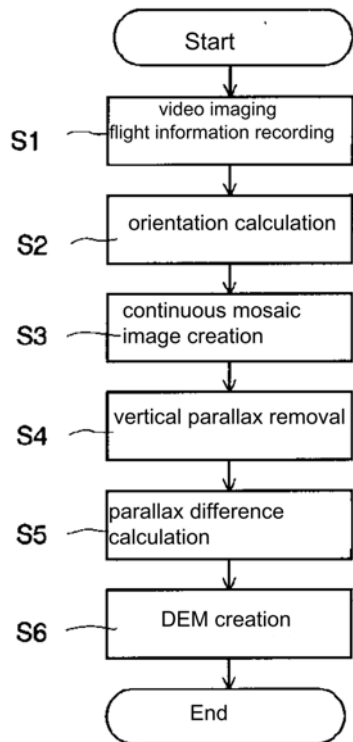 Start
S1
video imaging
flight information recording
S2
orientation calculation
S3
continuous mosaic
image creation
S4
vertical parallax removal
S5
parallax difference
calculation
S6
DEM creation
End